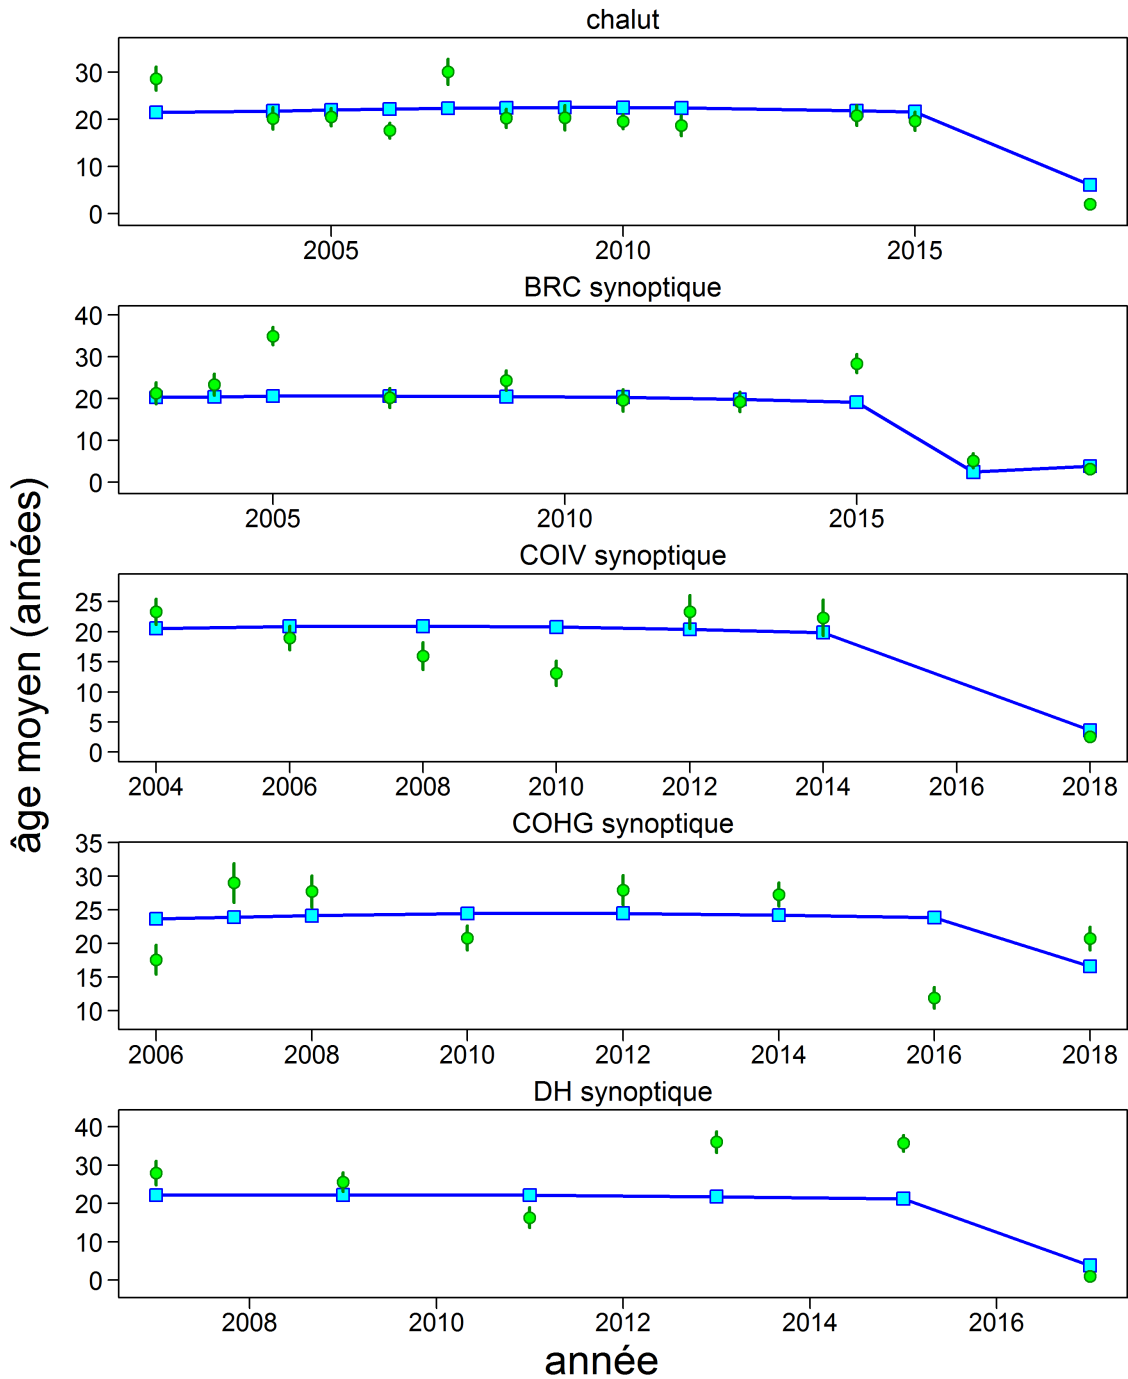 chalut
30
20
10
0
2005 2010 2015
BRC synoptique
40
30
20
10
0
2005 2010 2015
COIV synoptique
25
20
15
10
5
0
2004 2006 2008 2010 2012 2014 2016 2018
COHG synoptique
35
30
25
20
15
10
2006 2008 2010 2012 2014 2016 2018
DH synoptique
40
30
20
10
0
2008 2010 2012 2014 2016
année
âge moyen (années)